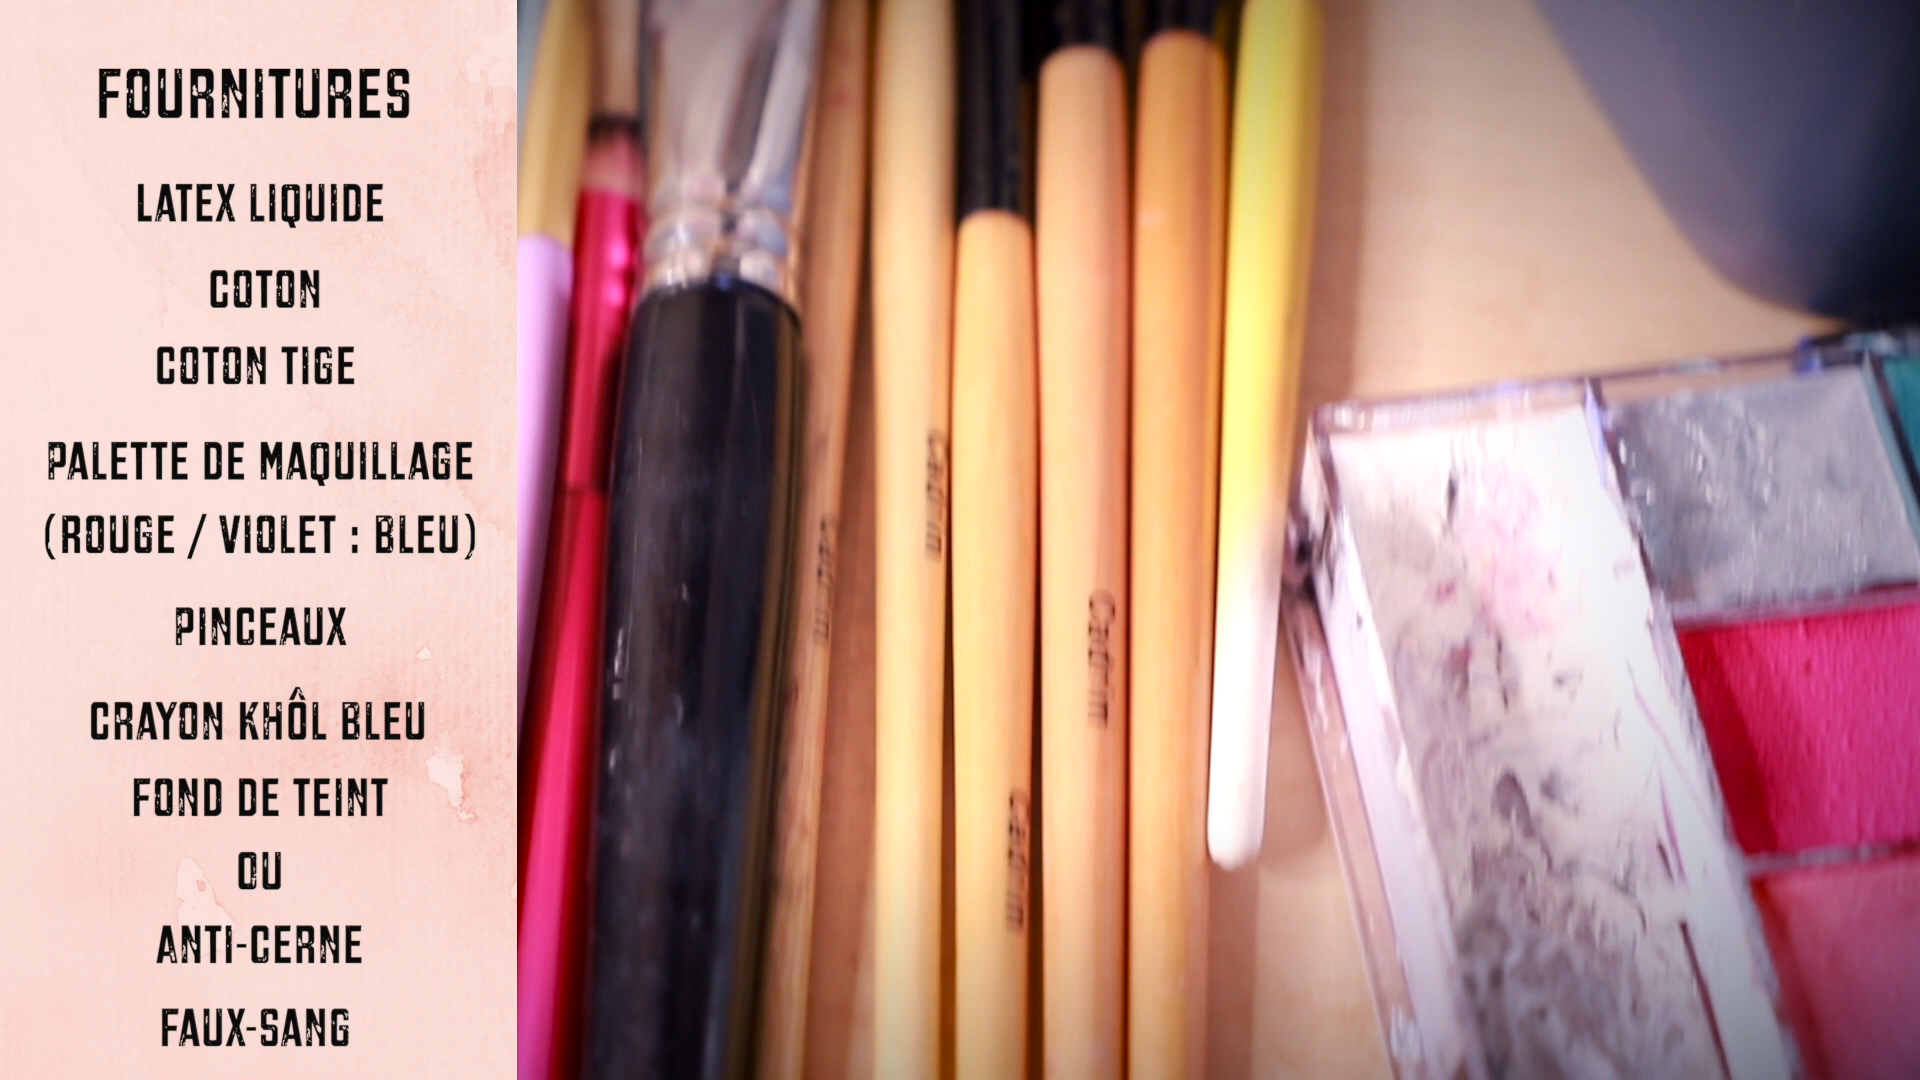 FOURNITURES
LATEX LIQUIDE
COTON
COTON TIGE
PALETTE DE MAQUILLAGE
(ROUGE / VIOLET : BLEU)
PINCEAUX
CRAYON KHÔL BLEU
FOND DE TEINT
OU
ANTI-CERNE
FAUX-SANG